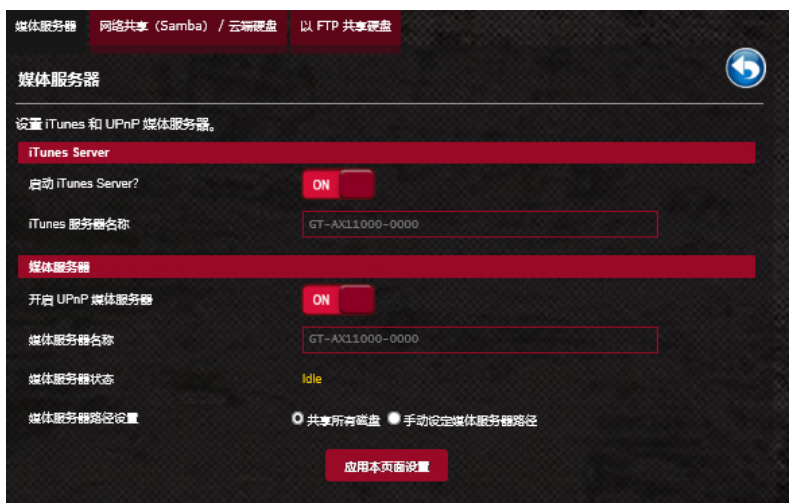 媒体服务器 网络共享（Samba）/ 云端硬盘 以 FTP 共享硬盘
媒体服务器
设置 iTunes 和 UPnP 媒体服务器。
iTunes Server
启动 iTunes Server? ON
iTunes 服务器名称 GT-AX11000-0000
媒体服务器
开启 UPnP 媒体服务器 ON
媒体服务器名称 GT-AX11000-0000
媒体服务器状态 Idle
媒体服务器路径设置 共享所有磁盘 手动设定媒体服务器路径
应用本页面设置